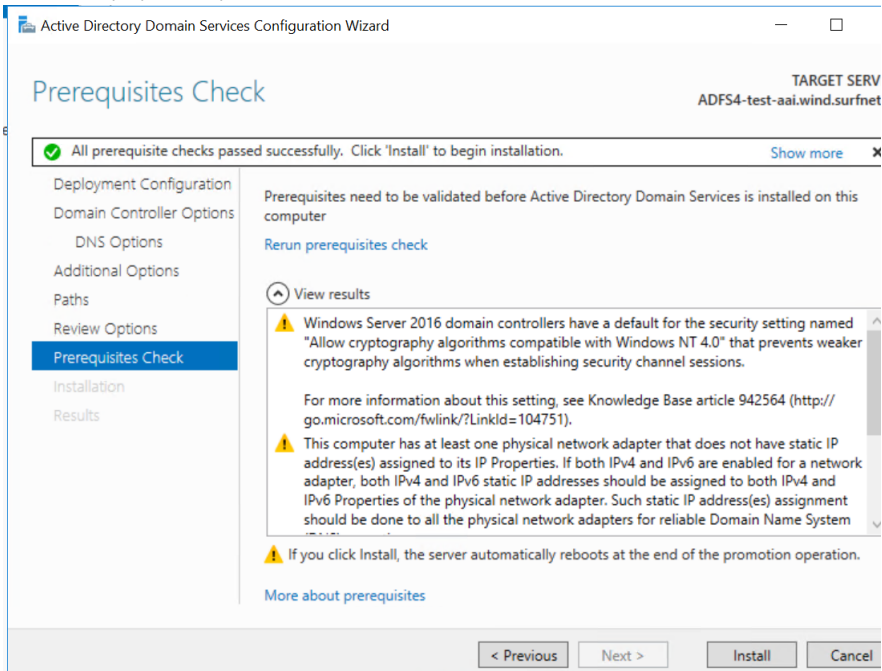 Active Directory Domain Services Configuration Wizard
Prerequisites Check
TARGET SERV
ADFS4-test-aai.wind.surfnet
All prerequisite checks passed successfully. Click 'Install' to begin installation.
Show more
Deployment Configuration
Domain Controller Options
DNS Options
Additional Options
Paths
Review Options
Prerequisites Check
Installation
Results
Prerequisites need to be validated before Active Directory Domain Services is installed on this
computer
Rerun prerequisites check
View results
Windows Server 2016 domain controllers have a default for the security setting named
"Allow cryptography algorithms compatible with Windows NT 4.0" that prevents weaker
cryptography algorithms when establishing security channel sessions.
For more information about this setting, see Knowledge Base article 942564 (http://
go.microsoft.com/fwlink/?LinkId=104751).
This computer has at least one physical network adapter that does not have static IP
address(es) assigned to its IP Properties. If both IPv4 and IPv6 are enabled for a network
adapter, both IPv4 and IPv6 static IP addresses should be assigned to both IPv4 and
IPv6 Properties of the physical network adapter. Such static IP address(es) assignment
should be done to all the physical network adapters for reliable Domain Name System
If you click Install, the server automatically reboots at the end of the promotion operation.
More about prerequisites
< Previous
Next >
Install
Cancel